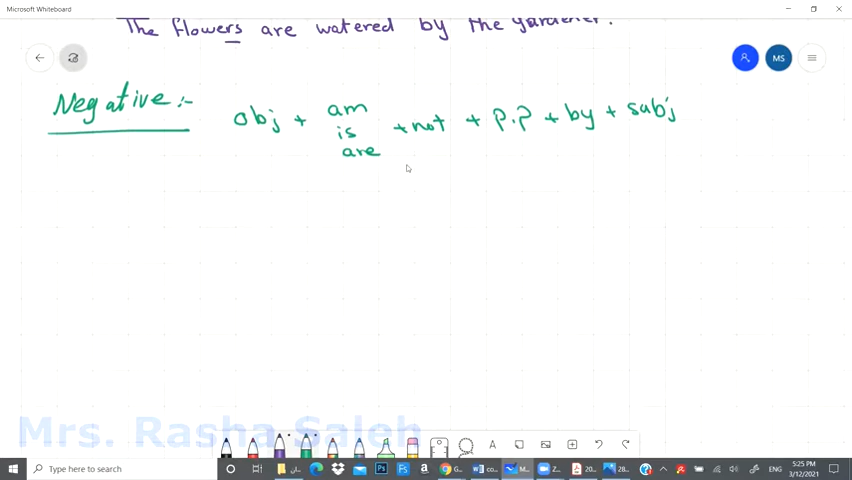 Microsoft Whiteboard
The flowers are watered by the gardener.
MS
Negative :-
obj + am + not + p.p + by + subj
is
are
Mrs. Rasha Saleh
Type here to search
ENG
5:25 PM
3/12/2021